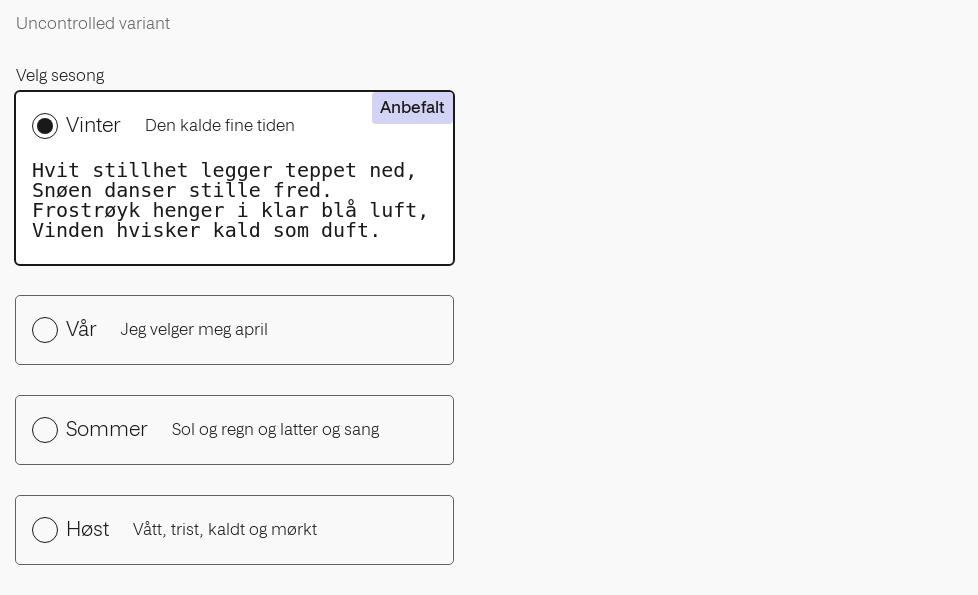 Uncontrolled variant
Velg sesong
Anbefalt
Vinter Den kalde fine tiden
Hvit stillhet legger teppet ned,
Snøen danser stille fred.
Frostrøyk henger i klar blå luft,
Vinden hvisker kald som duft.
Vår Jeg velger meg april
Sommer Sol og regn og latter og sang
Høst Vått, trist, kaldt og mørkt